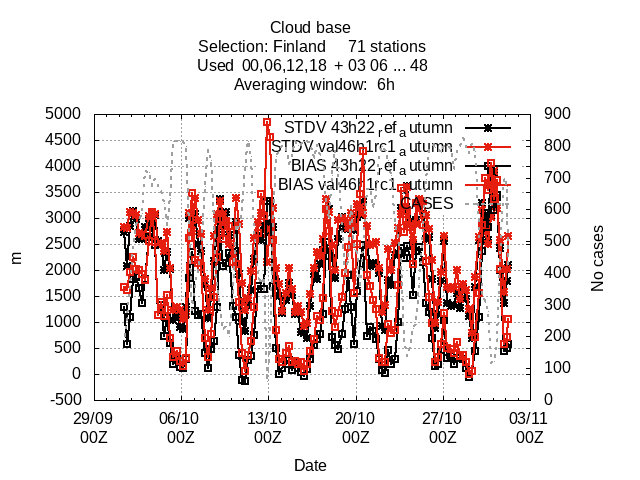 Cloud base
Selection: Finland 71 stations
Used 00,06,12,18 + 03 06 ... 48
Averaging window: 6h
5000
4500
4000
3500
3000
2500
2000
1500
1000
500
0
-500
m
900
800
700
600
500
400
300
200
100
0
No cases
STDV 43h22ref_autumn
STDV val46h1rc1_autumn
BIAS 43h22ref_autumn
BIAS val46h1rc1_autumn
CASES
29/09 06/10 13/10 20/10 27/10 03/11
00Z 00Z 00Z 00Z 00Z 00Z
Date